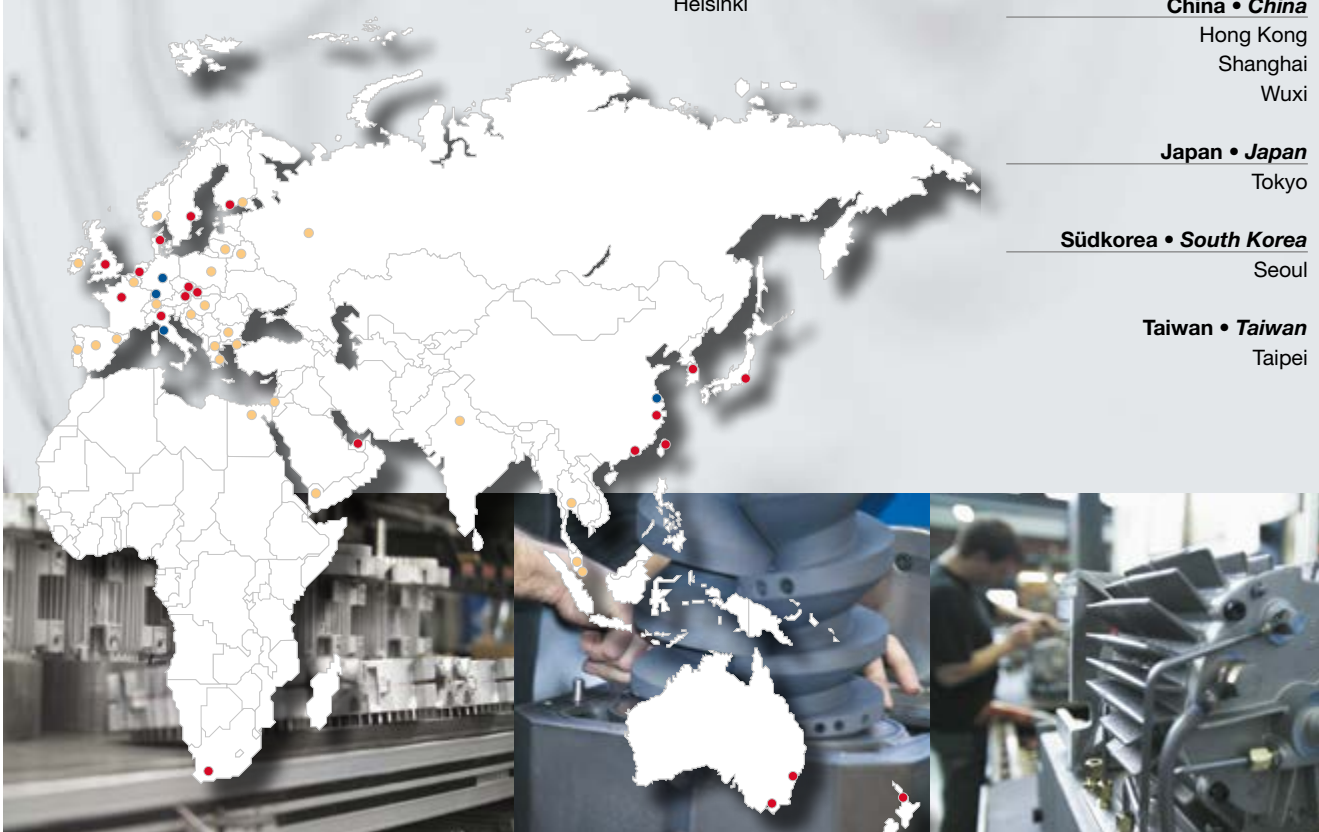 Helsinki
China • China
Hong Kong
Shanghai
Wuxi
Japan • Japan
Tokyo
Südkorea • South Korea
Seoul
Taiwan • Taiwan
Taipei